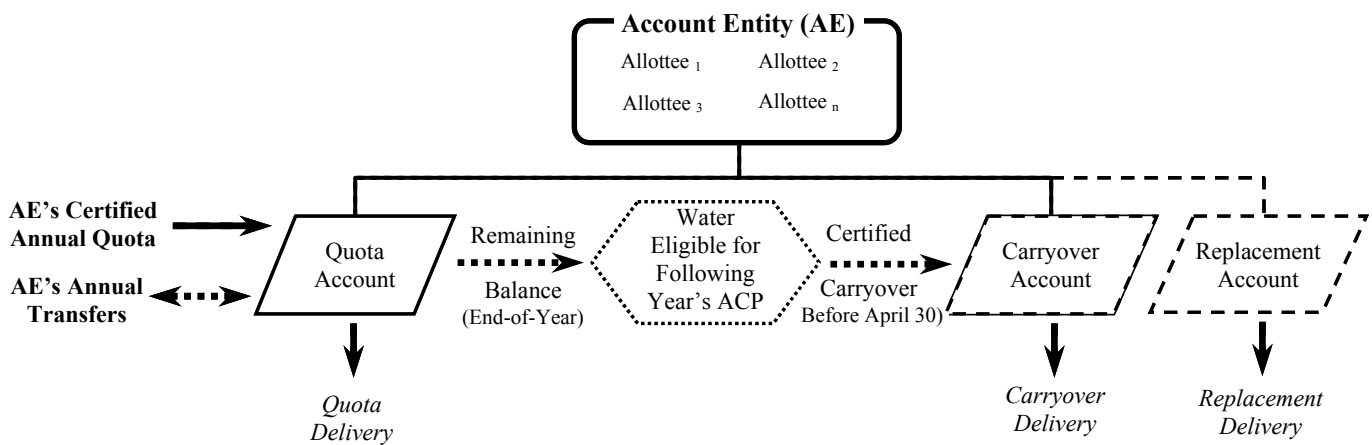 Account Entity (AE)
Allottee 1
Allottee 2
Allottee 3
Allottee n
AE's Certified
Annual Quota
AE's Annual
Transfers
Quota
Account
Remaining
Balance
(End-of-Year)
Water
Eligible for
Following
Year's ACP
Certified
Carryover
Before April 30)
Carryover
Account
Replacement
Account
Quota
Delivery
Carryover
Delivery
Replacement
Delivery